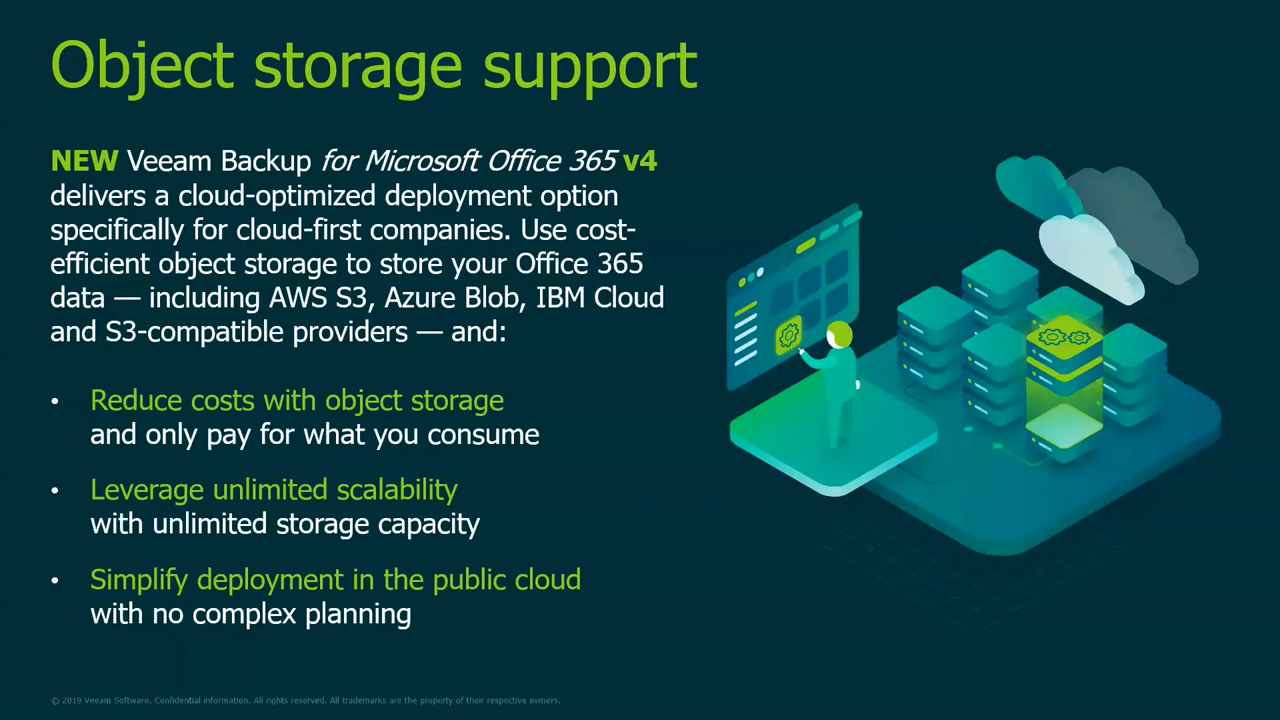 Object storage support
NEW Veeam Backup for Microsoft Office 365 v4
delivers a cloud-optimized deployment option
specifically for cloud-first companies. Use cost-
efficient object storage to store your Office 365
data — including AWS S3, Azure Blob, IBM Cloud
and S3-compatible providers — and:
• Reduce costs with object storage
and only pay for what you consume
• Leverage unlimited scalability
with unlimited storage capacity
• Simplify deployment in the public cloud
with no complex planning
© 2019 Veeam Software. Confidential information. All rights reserved. All trademarks are the property of their respective owners.